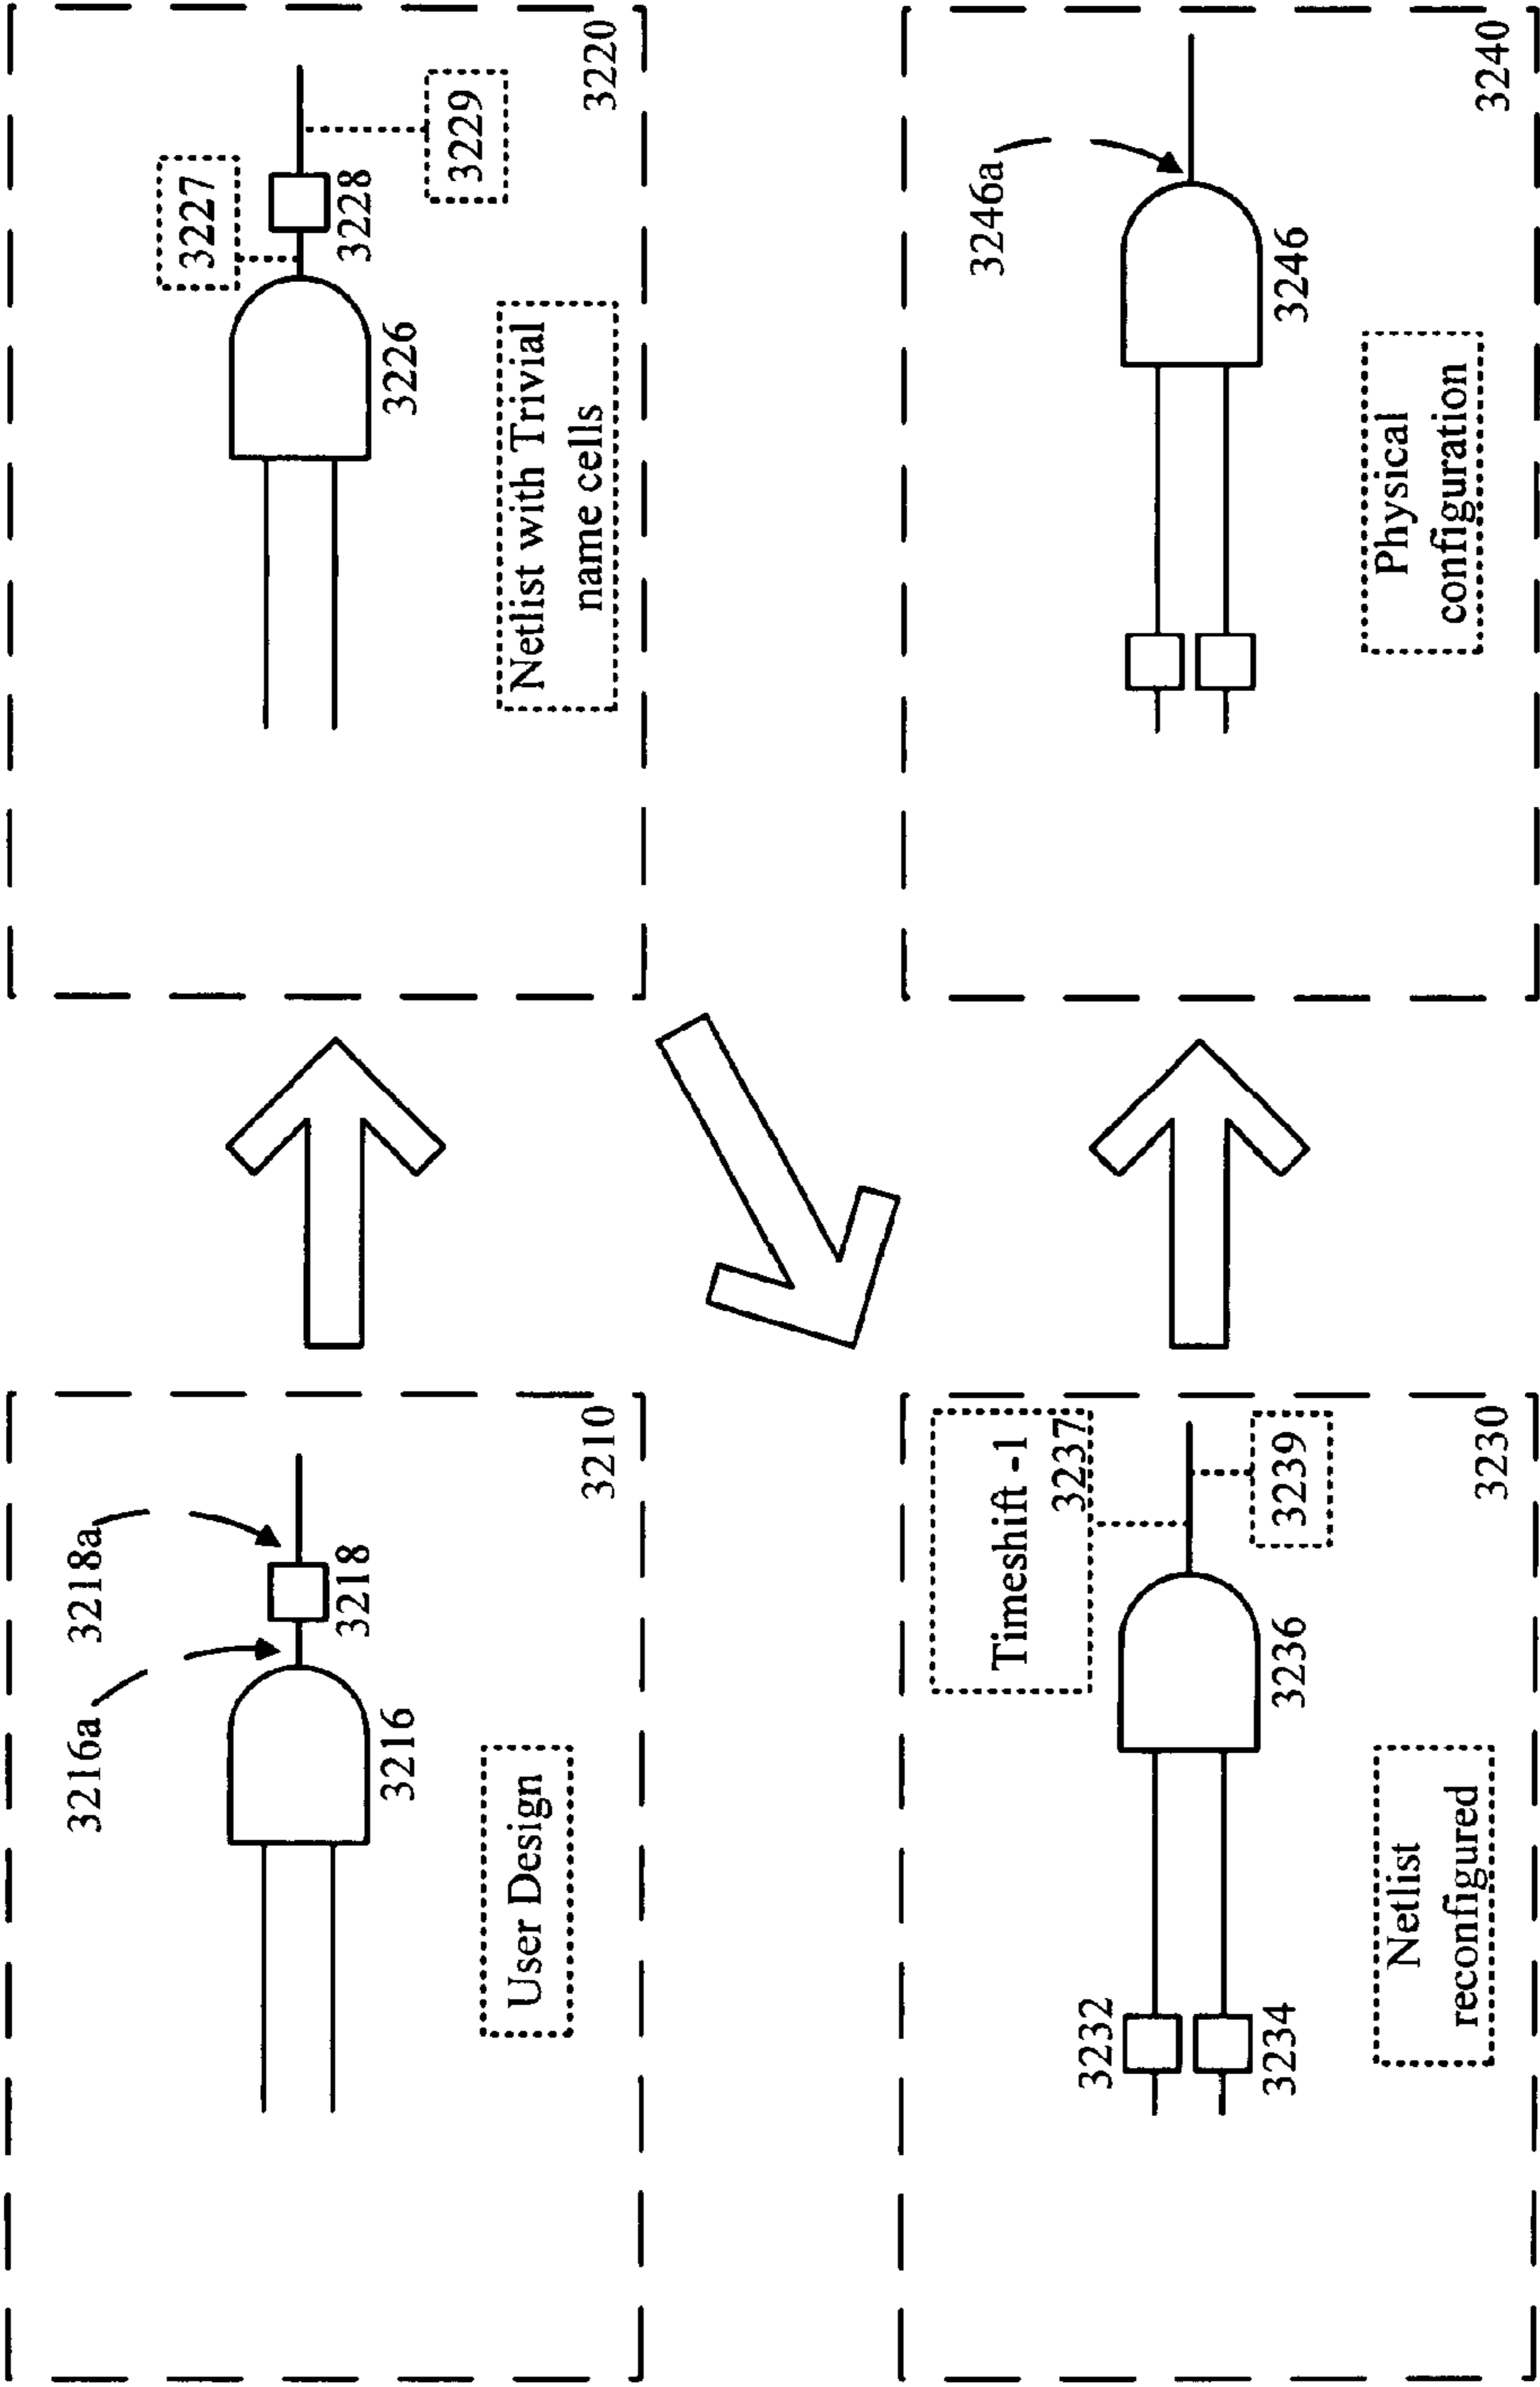 3216a
3218a
3218
3216
User Design
3210
3227
3228
3229
3226
Netlist with Trivial
name cells
3220
Timeshift -1
3237
3239
3236
3232
3234
Netlist
reconfigured
3230
3246a
3246
Physical
configuration
3240